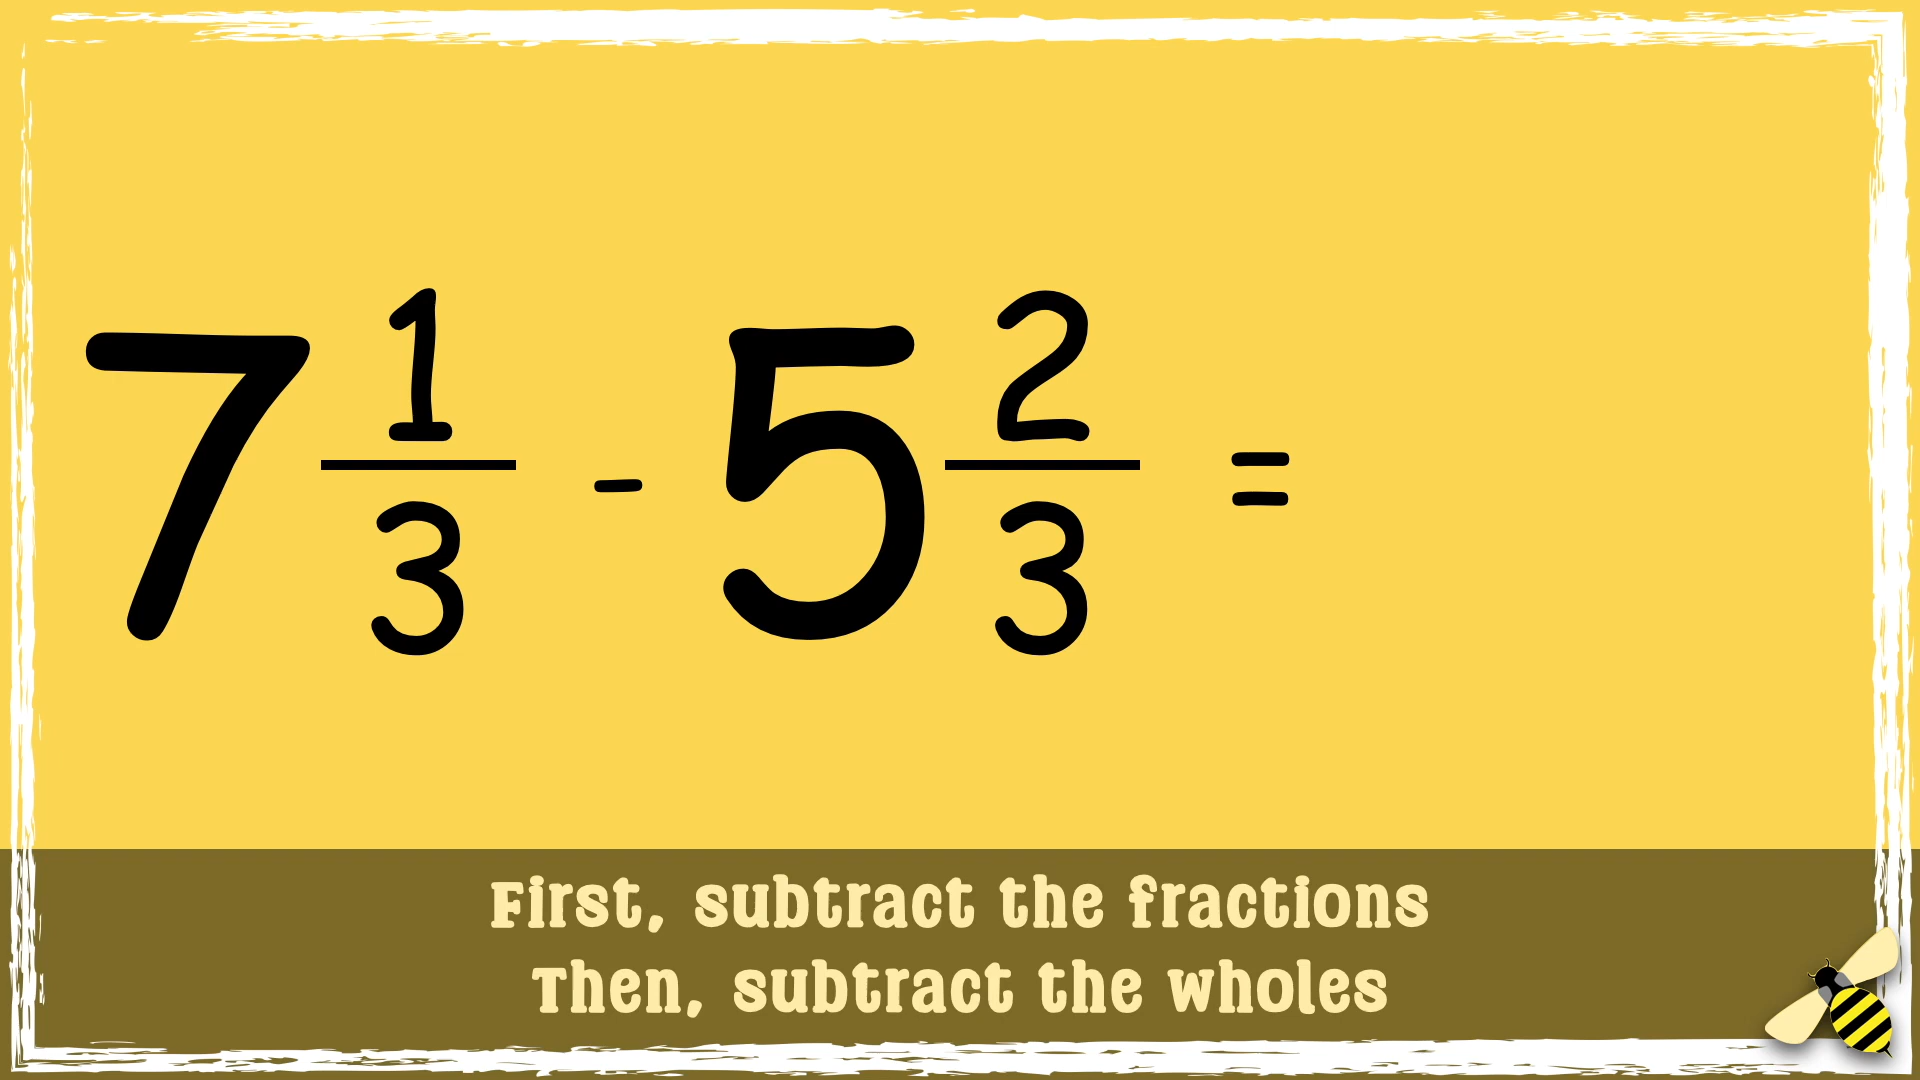 7 1/3 - 5 2/3 =
First, subtract the fractions
Then, subtract the wholes